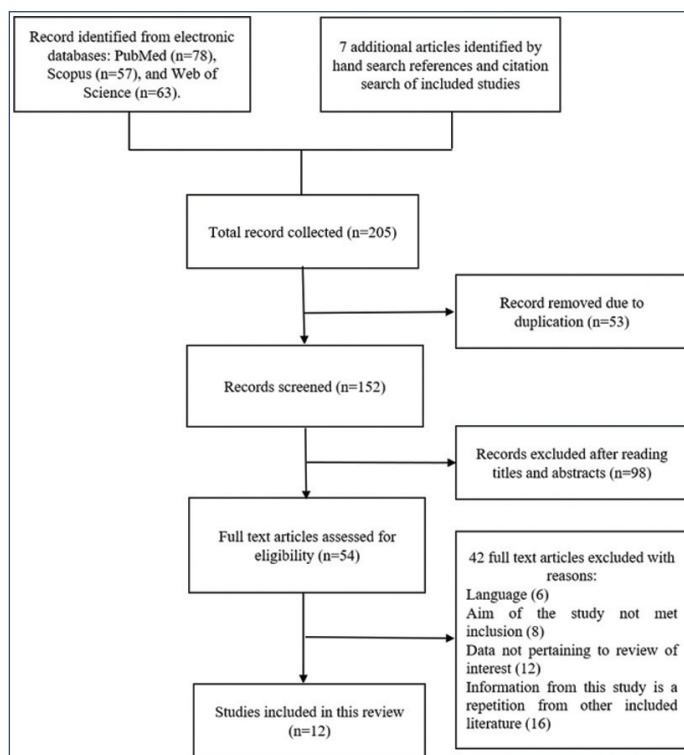 Record identified from electronic
databases: PubMed (n=78),
Scopus (n=57), and Web of
Science (n=63).
7 additional articles identified by
hand search references and citation
search of included studies
Total record collected (n=205)
Record removed due to
duplication (n=53)
Records screened (n=152)
Records excluded after reading
titles and abstracts (n=98)
Full text articles assessed for
eligibility (n=54)
42 full text articles excluded with
reasons:
Language (6)
Aim of the study not met
inclusion (8)
Data not pertaining to review of
interest (12)
Information from this study is a
repetition from other included
literature (16)
Studies included in this review
(n=12)